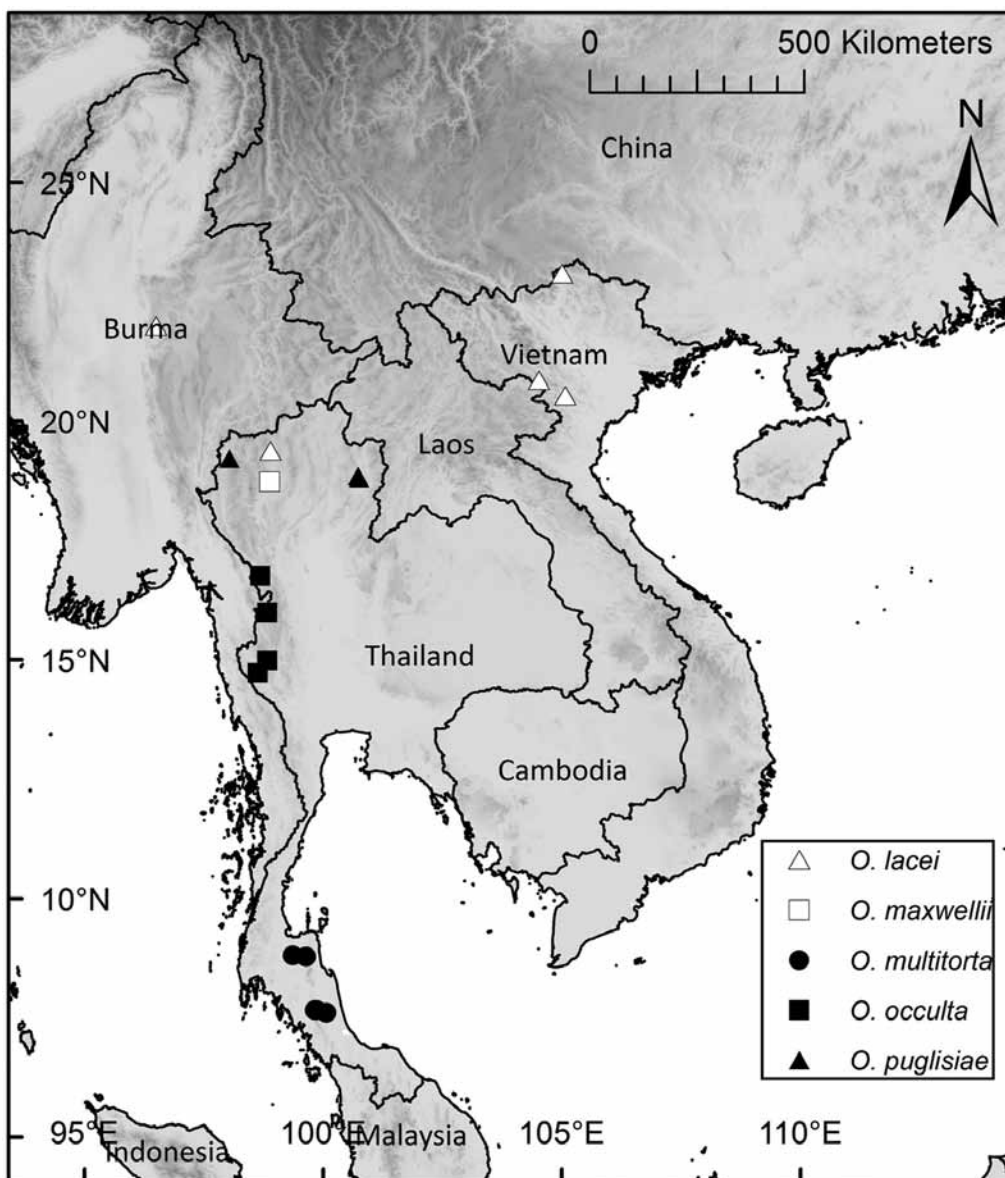 0 500 Kilometers
China
N
25°N
Burma
Vietnam
20°N
Laos
15°N
Thailand
Cambodia
O. lacei
10°N
O. maxwellii
O. multitorta
O. occulta
O. puglisiae
95°E 100°E 105°E 110°E
Indonesia Malaysia